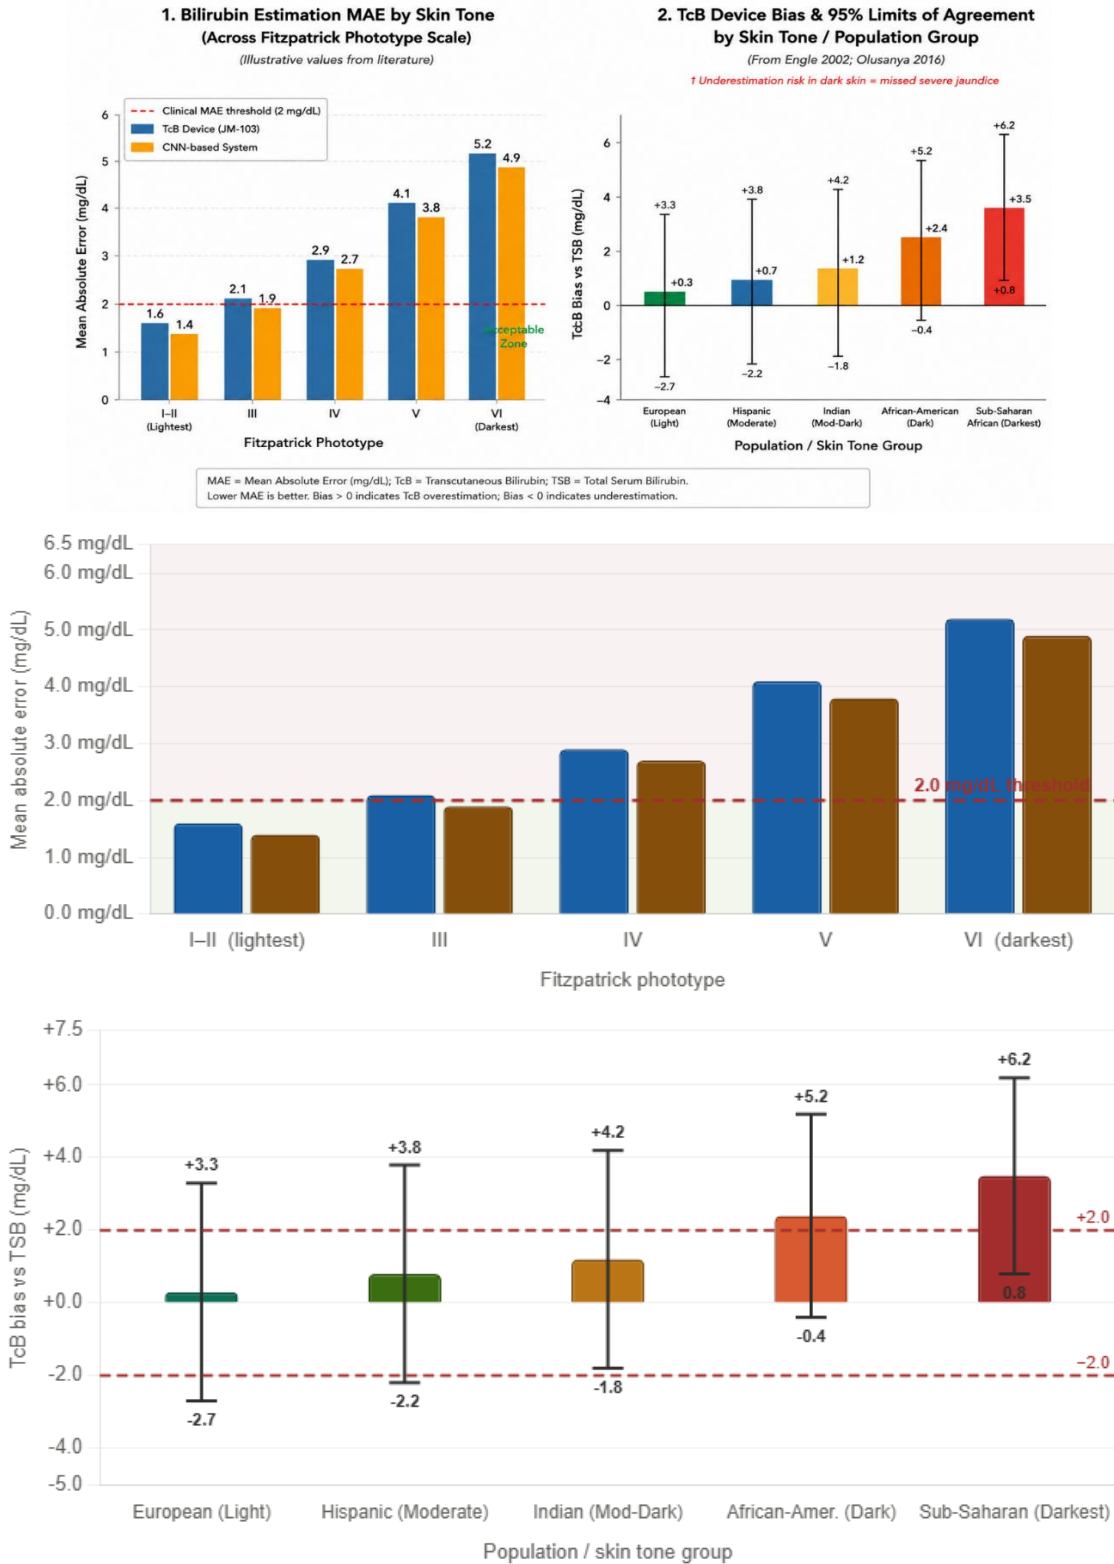 1. Bilirubin Estimation MAE by Skin Tone
(Across Fitzpatrick Phototype Scale)
(Illustrative values from literature)
Clinical MAE threshold (2 mg/dL)
TcB Device (JM-103)
CNN-based System
Mean Absolute Error (mg/dL)
6
5
4
3
2
1
0
1.6
1.4
2.1
1.9
2.9
2.7
4.1
3.8
5.2
4.9
Acceptable
Zone
I–II
(Lightest)
III
IV
V
VI
(Darkest)
Fitzpatrick Phototype
2. TcB Device Bias & 95% Limits of Agreement
by Skin Tone / Population Group
(From Engle 2002; Olusanya 2016)
† Underestimation risk in dark skin = missed severe jaundice
TcB Bias vs TSB (mg/dL)
6
4
2
0
−2
−4
+3.3
+0.3
−2.7
+3.8
+0.7
−2.2
+4.2
+1.2
−1.8
+5.2
+2.4
−0.4
+6.2
+3.5
+0.8
European
(Light)
Hispanic
(Moderate)
Indian
(Mod-Dark)
African-American
(Dark)
Sub-Saharan
African (Darkest)
Population / Skin Tone Group
MAE = Mean Absolute Error (mg/dL); TcB = Transcutaneous Bilirubin; TSB = Total Serum Bilirubin.
Lower MAE is better. Bias > 0 indicates TcB overestimation; Bias < 0 indicates underestimation.
Mean absolute error (mg/dL)
6.5 mg/dL
6.0 mg/dL
5.0 mg/dL
4.0 mg/dL
3.0 mg/dL
2.0 mg/dL
1.0 mg/dL
0.0 mg/dL
2.0 mg/dL threshold
I–II (lightest)
III
IV
V
VI (darkest)
Fitzpatrick phototype
TcB bias vs TSB (mg/dL)
+7.5
+6.0
+4.0
+2.0
+0.0
-2.0
-4.0
-5.0
+3.3
-2.7
+3.8
-2.2
+4.2
-1.8
+5.2
-0.4
+6.2
0.8
+2.0
−2.0
European (Light)
Hispanic (Moderate)
Indian (Mod-Dark)
African-Amer. (Dark)
Sub-Saharan (Darkest)
Population / skin tone group